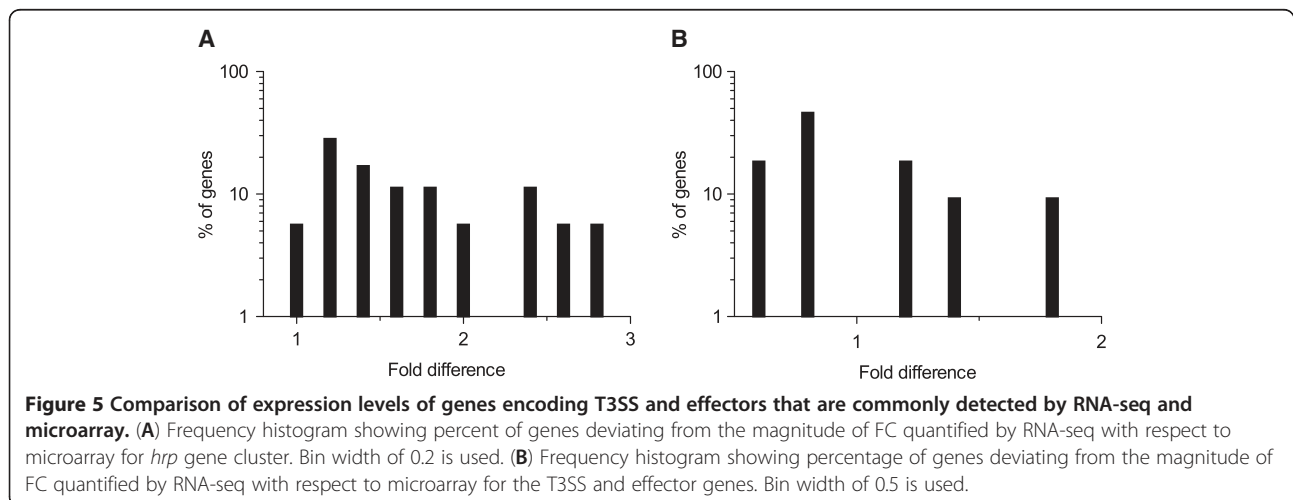 A
100
10
1
% of genes
1
2
3
Fold difference
B
100
10
1
% of genes
1
2
Fold difference
Figure 5 Comparison of expression levels of genes encoding T3SS and effectors that are commonly detected by RNA-seq and
microarray. (A) Frequency histogram showing percent of genes deviating from the magnitude of FC quantified by RNA-seq with respect to
microarray for hrp gene cluster. Bin width of 0.2 is used. (B) Frequency histogram showing percentage of genes deviating from the magnitude of
FC quantified by RNA-seq with respect to microarray for the T3SS and effector genes. Bin width of 0.5 is used.